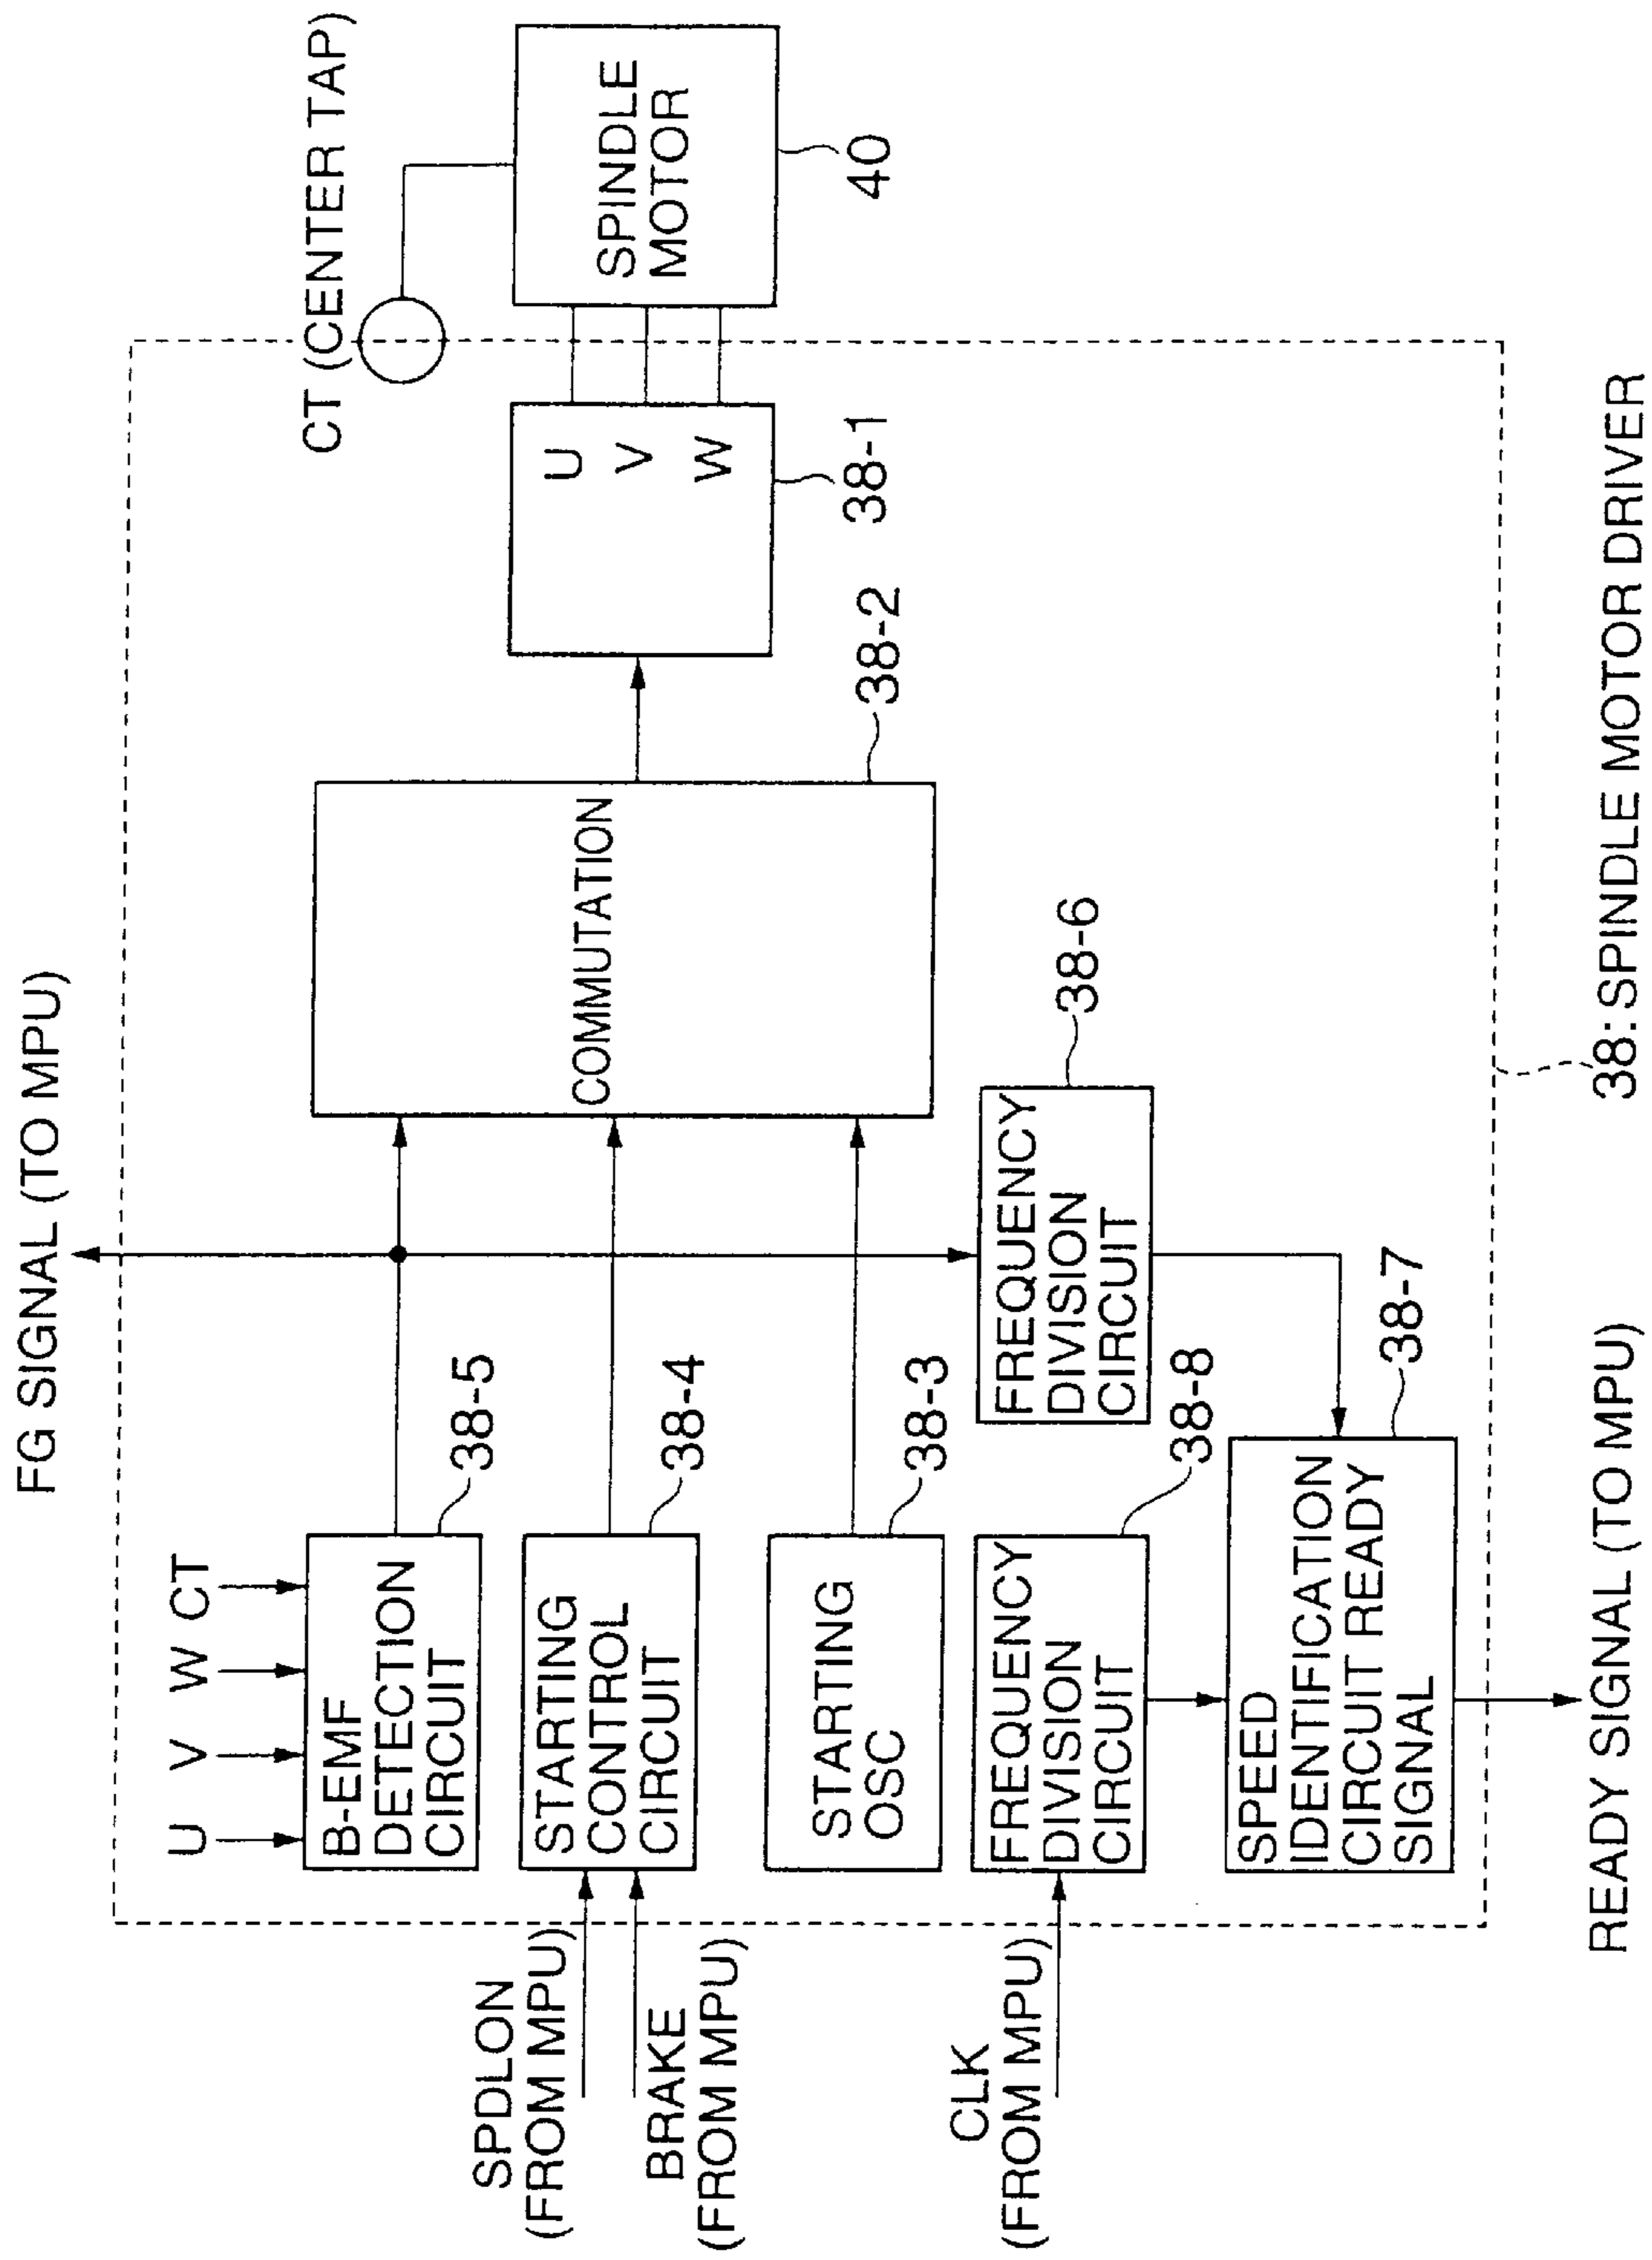 FG SIGNAL (TO MPU)
CT (CENTER TAP)
U
V
W
CT
B-EMF
DETECTION
CIRCUIT
38-5
STARTING
CONTROL
CIRCUIT
38-4
SPDLON
(FROM MPU)
BRAKE
(FROM MPU)
STARTING
OSC
38-3
COMMUTATION
38-2
U
V
W
38-1
SPINDLE
MOTOR
40
CLK
(FROM MPU)
FREQUENCY
DIVISION
CIRCUIT
38-8
FREQUENCY
DIVISION
CIRCUIT
38-6
SPEED
IDENTIFICATION
CIRCUIT READY
SIGNAL
38-7
READY SIGNAL (TO MPU)
38:SPINDLE MOTOR DRIVER